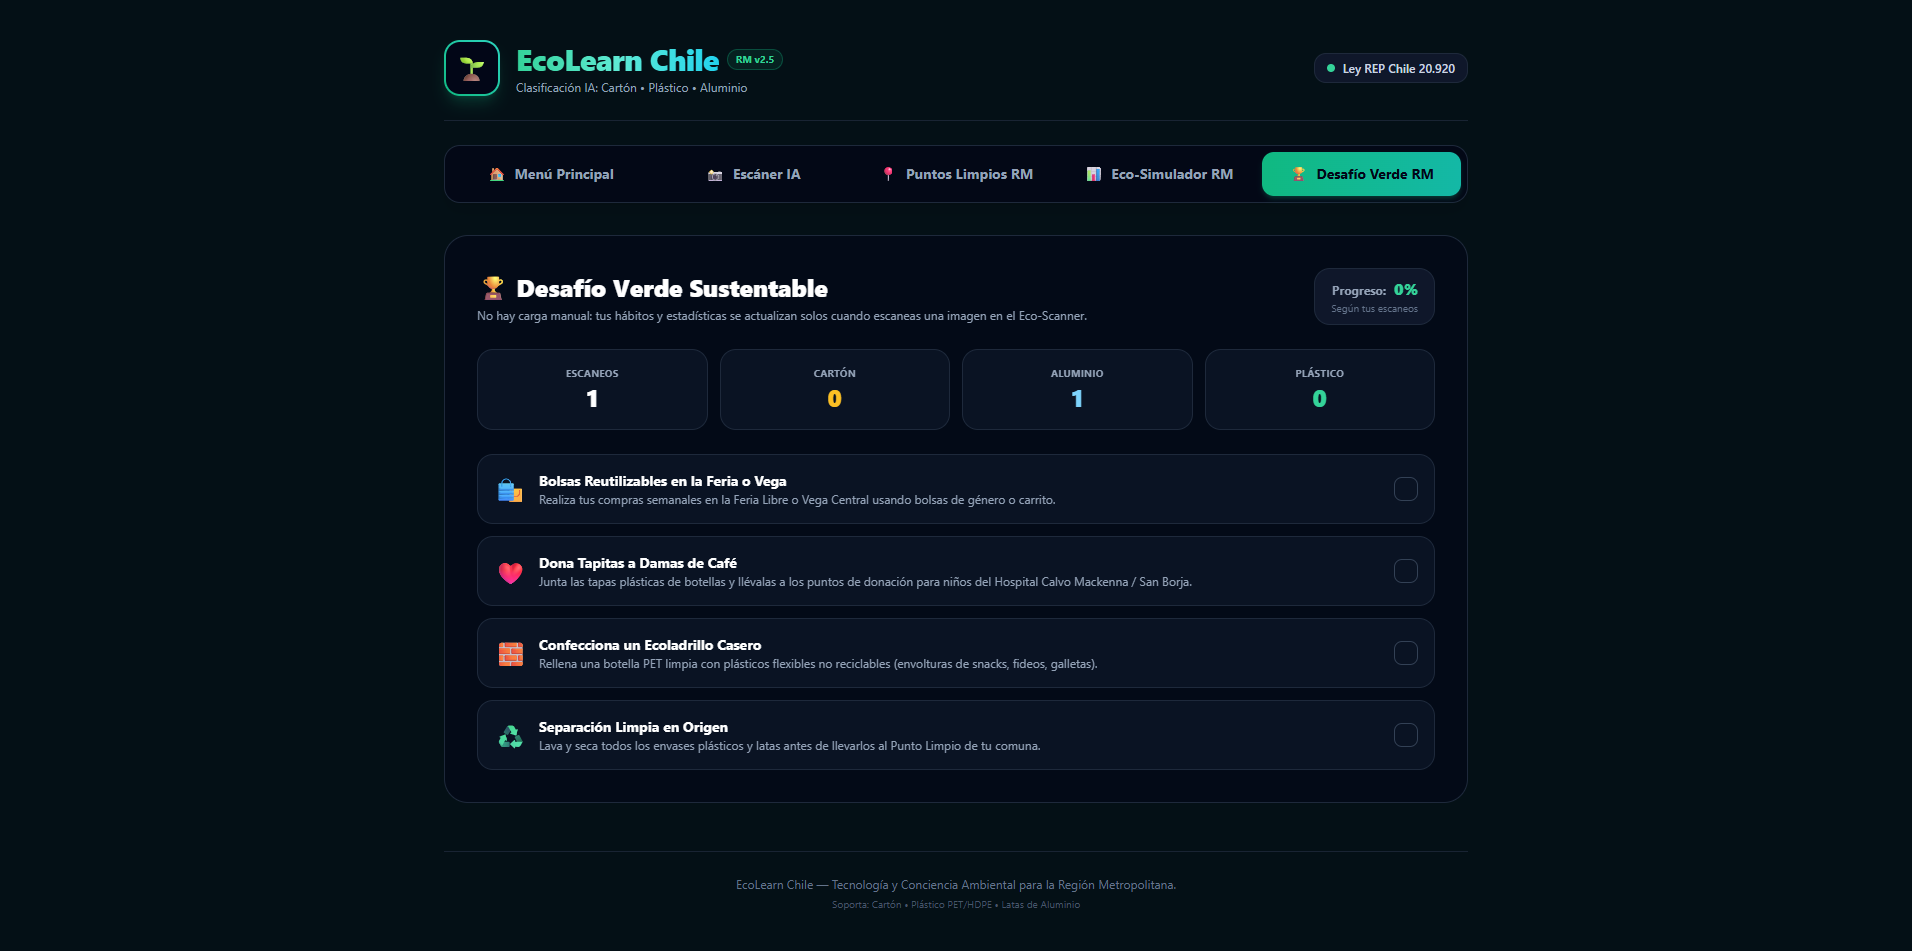 EcoLearn Chile RM v2.5
Clasificación IA: Cartón • Plástico • Aluminio
Ley REP Chile 20.920
Menú Principal
Escáner IA
Puntos Limpios RM
Eco-Simulador RM
Desafío Verde RM
Desafío Verde Sustentable
No hay carga manual: tus hábitos y estadísticas se actualizan solos cuando escaneas una imagen en el Eco-Scanner.
Progreso: 0%
Según tus escaneos
ESCANEOS
1
CARTÓN
0
ALUMINIO
1
PLÁSTICO
0
Bolsas Reutilizables en la Feria o Vega
Realiza tus compras semanales en la Feria Libre o Vega Central usando bolsas de género o carrito.
Dona Tapitas a Damas de Café
Junta las tapas plásticas de botellas y llévalas a los puntos de donación para niños del Hospital Calvo Mackenna / San Borja.
Confecciona un Ecoladrillo Casero
Rellena una botella PET limpia con plásticos flexibles no reciclables (envolturas de snacks, fideos, galletas).
Separación Limpia en Origen
Lava y seca todos los envases plásticos y latas antes de llevarlos al Punto Limpio de tu comuna.
EcoLearn Chile — Tecnología y Conciencia Ambiental para la Región Metropolitana.
Soporta: Cartón • Plástico PET/HDPE • Latas de Aluminio